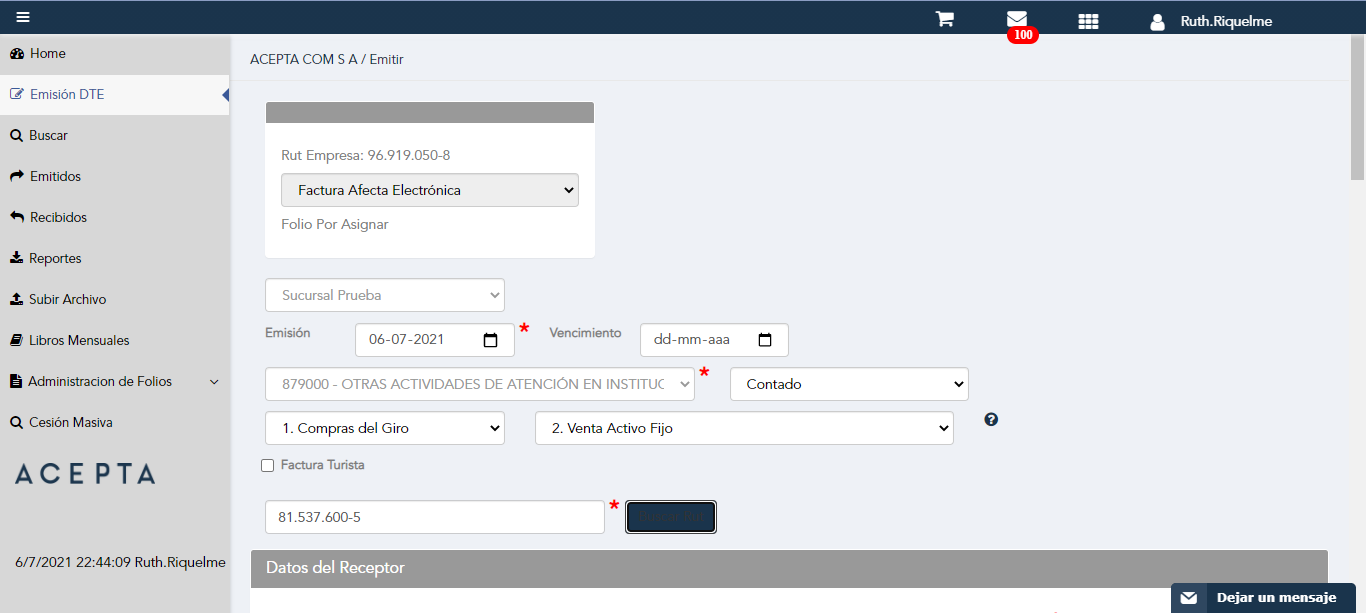 100
Ruth.Riquelme
Home
Emisión DTE
Buscar
Emitidos
Recibidos
Reportes
Subir Archivo
Libros Mensuales
Administracion de Folios
Cesión Masiva
ACEPTA
6/7/2021 22:44:09 Ruth.Riquelme
ACEPTA COM S A / Emitir
Rut Empresa: 96.919.050-8
Factura Afecta Electrónica
Folio Por Asignar
Sucursal Prueba
Emisión 06-07-2021 * Vencimiento dd-mm-aaa
879000 - OTRAS ACTIVIDADES DE ATENCIÓN EN INSTITUC * Contado
1. Compras del Giro 2. Venta Activo Fijo ?
Factura Turista
81.537.600-5 *
Datos del Receptor
Dejar un mensaje